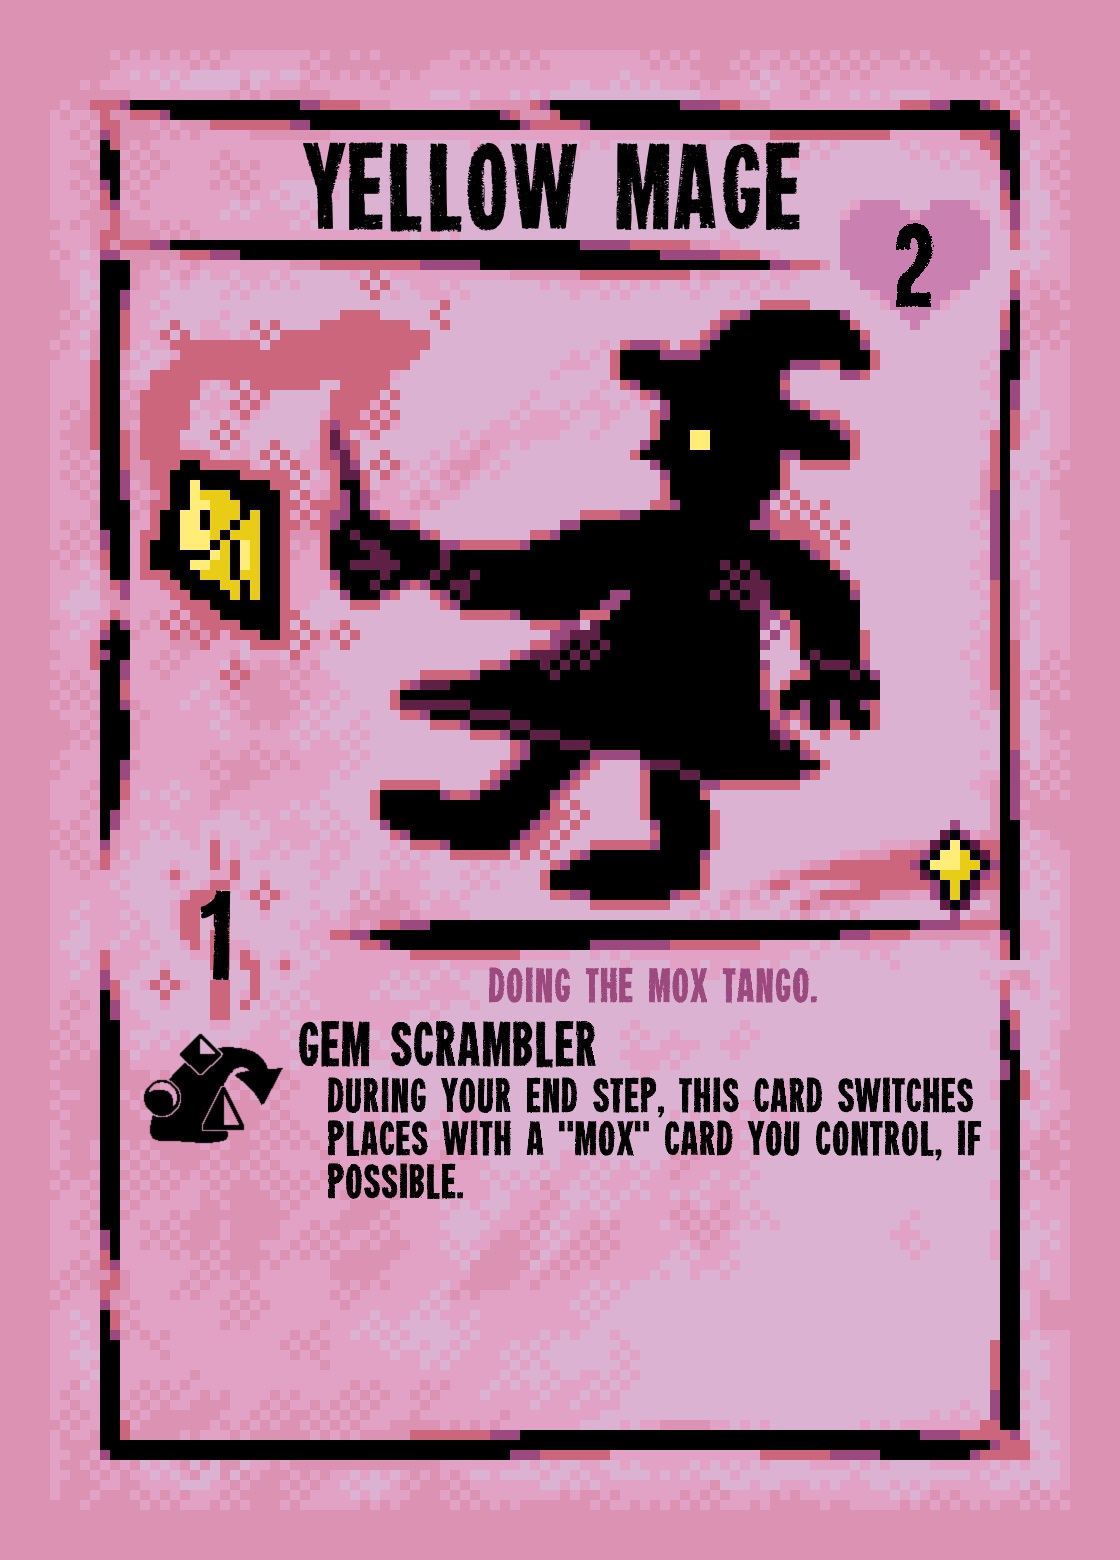 YELLOW MAGE
2
1
DOING THE MOX TANGO.
GEM SCRAMBLER
DURING YOUR END STEP, THIS CARD SWITCHES
PLACES WITH A "MOX" CARD YOU CONTROL, IF
POSSIBLE.